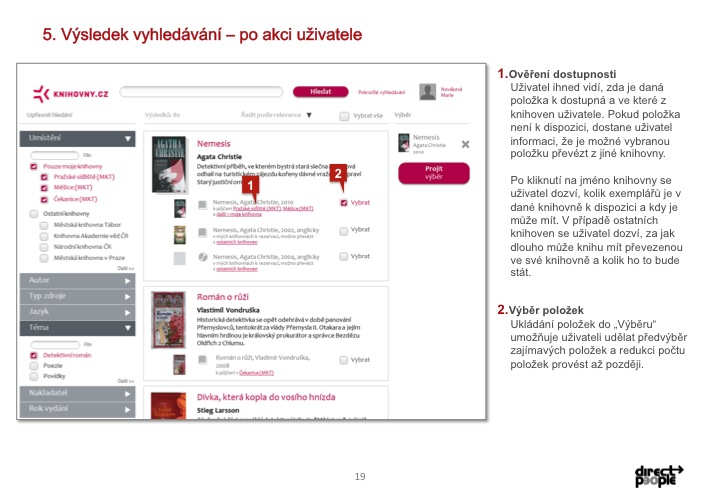 5. Výsledek vyhledávání – po akci uživatele
KNIHOVNY.CZ
Hledat
Pokročilé vyhledávání
Nováková
Marie
Upřesnit hledání
Výsledků: 60
Řadit podle relevance
Vybrat vše
Výběr
Umístění
Filtr
Pouze moje knihovny
Pražské sídliště (MKT)
Měšice (MKT)
Čekanice (MKT)
Ostatní knihovny
Městská knihovna Tábor
Knihovna Akademie věd ČR
Národní knihovna ČR
Městská knihovna v Praze
Další >>
Autor
Typ zdroje
Jazyk
Téma
Filtr
Detektivní román
Poezie
Povídky
Další >>
Nakladatel
Rok vydání
AGATHA
CHRISTIE
Nemesis
Agata Christie
Detektivní příběh, ve kterém bystrá stará slečna
odhalí na turistickém zájezdu kořeny dávné
Starý justiční
1
2
Nemesis, Agata Christie, 2010
k půjčení Pražské sídliště (MKT), Měšice (MKT)
a další v moje knihovna
Vybrat
Nemesis, Agata Christie, 2002, anglicky
v mých knihovnách k rezervaci, možno převézt
z ostatních knihoven
Vybrat
Nemesis, Agata Christie, 2004, anglicky
v mých knihovnách k rezervaci, možno převézt
z ostatních knihoven
Vybrat
Román o růži
Vlastimil Vondruška
Historická detektivka se opět odehrává v době panování
Přemyslovců, tentokrát za vlády Přemysla II. Otakara a jejím
hlavním hrdinou je královský prokurátor a správce Bezdězu
Oldřich z Chlumu.
Román o růži, Vladimír Vondruška,
2008
k půjčení v Čekanice (MKT)
Vybrat
Dívka, která kopla do vosího hnízda
Stieg Larsson
Nemesis
Agata Christie
2010
Projít
výběr
1. Ověření dostupnosti
Uživatel ihned vidí, zda je daná
položka k dostupná a ve které z
knihoven uživatele. Pokud položka
není k dispozici, dostane uživatel
informaci, že je možné vybranou
položku převézt z jiné knihovny.
Po kliknutí na jméno knihovny se
uživatel dozví, kolik exemplářů je v
dané knihovně k dispozici a kdy je
může mít. V případě ostatních
knihoven se uživatel dozví, za jak
dlouho může knihu mít převezenou
ve své knihovně a kolik ho to bude
stát.
2. Výběr položek
Ukládání položek do „Výběru“
umožňuje uživateli udělat předvýběr
zajímavých položek a redukci počtu
položek provést až později.
19
direct
people